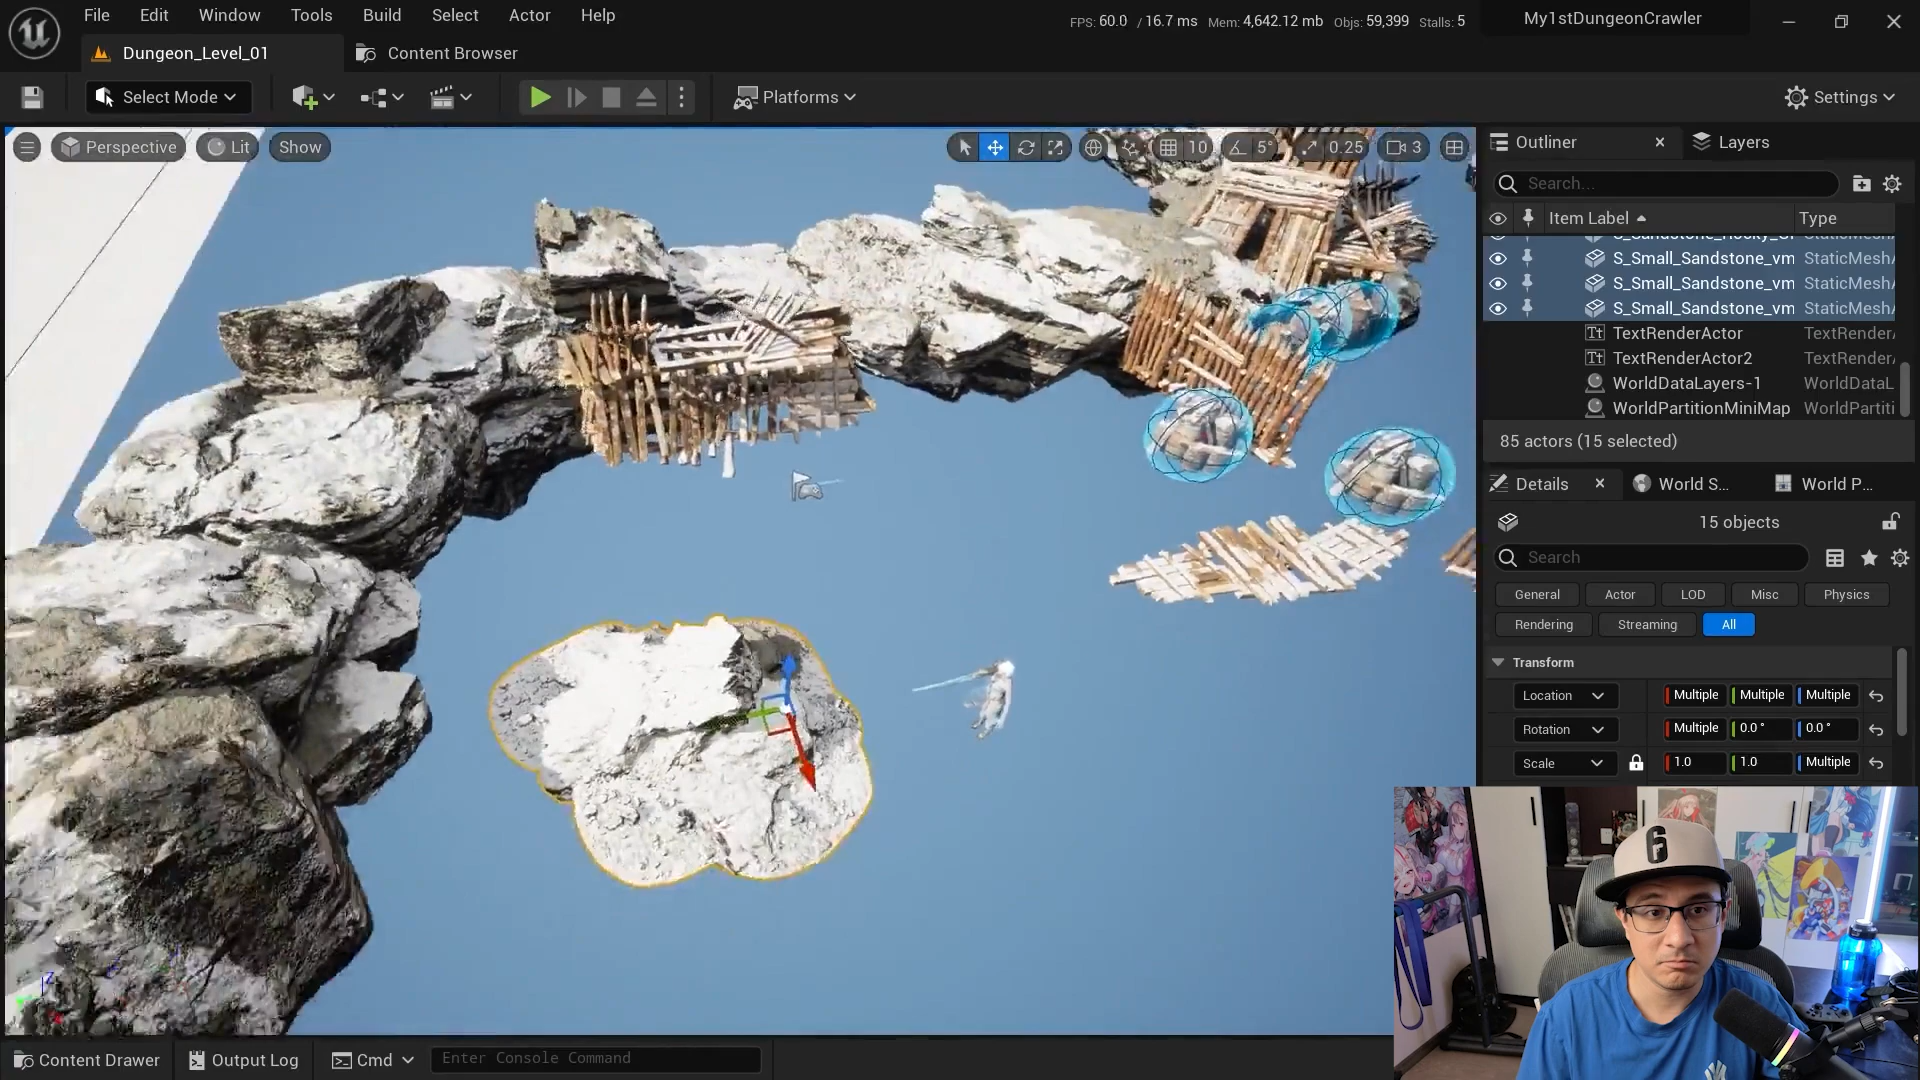 File Edit Window Tools Build Select Actor Help
FPS: 60.0 / 16.7 ms Mem: 4,642.12 mb Objs: 59,399 Stalls: 5
My1stDungeonCrawler
Dungeon_Level_01
Content Browser
Select Mode
Platforms
Settings
Perspective
Lit
Show
10
5°
0.25
3
Outliner
Layers
Search...
Item Label
Type
S_Small_Sandstone_vm StaticMesh
S_Small_Sandstone_vm StaticMesh
S_Small_Sandstone_vm StaticMesh
TextRenderActor TextRender
TextRenderActor2 TextRender
WorldDataLayers-1 WorldDataL
WorldPartitionMiniMap WorldPartiti
85 actors (15 selected)
Details
World S...
World P...
15 objects
Search
General
Actor
LOD
Misc
Physics
Rendering
Streaming
All
Transform
Location Multiple Multiple Multiple
Rotation Multiple 0.0 ° 0.0 °
Scale 1.0 1.0 Multiple
6
Content Drawer
Output Log
Cmd
Enter Console Command